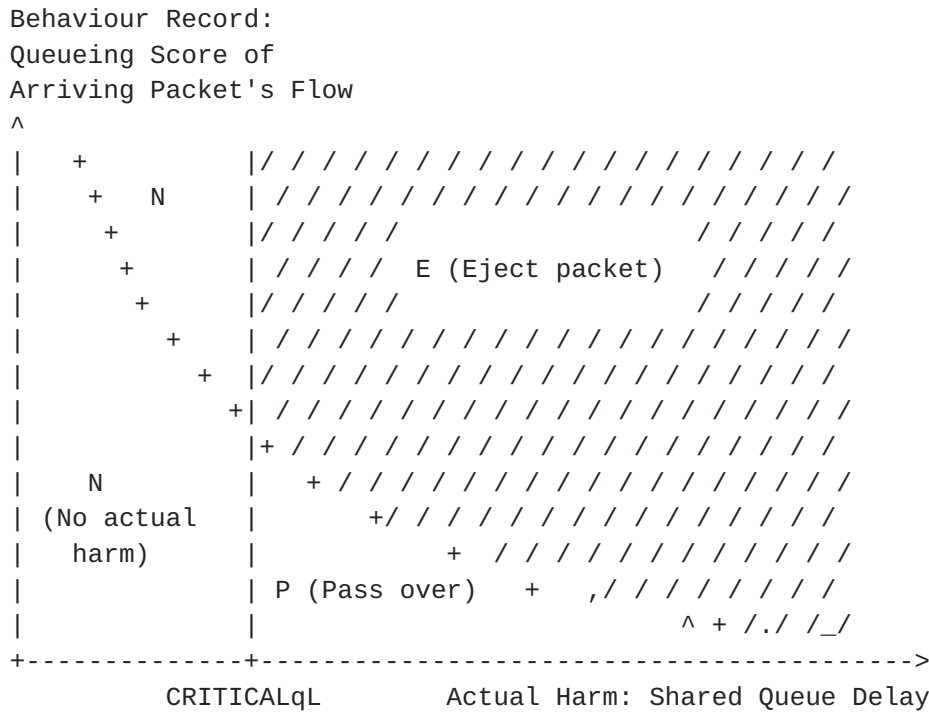 Behaviour Record:
Queueing Score of
Arriving Packet's Flow
^
|   +          |/ / / / / / / / / / / / / / / / / / /
|    +   N     | / / / / / / / / / / / / / / / / / / /
|     +        |/ / / / /                   / / / / /
|      +       | / / / /  E (Eject packet)   / / / / /
|       +      |/ / / / /                   / / / / /
|         +    | / / / / / / / / / / / / / / / / / / /
|           +  |/ / / / / / / / / / / / / / / / / / /
|             +| / / / / / / / / / / / / / / / / / / /
|              |+ / / / / / / / / / / / / / / / / / /
|    N         |   + / / / / / / / / / / / / / / / / /
| (No actual   |       +/ / / / / / / / / / / / / / /
|   harm)      |            +  / / / / / / / / / / / /
|              | P (Pass over)   +   ,/ / / / / / / /
|              |                           ^ + /./ /_/
+--------------+------------------------------------------>
          CRITICALqL        Actual Harm: Shared Queue Delay